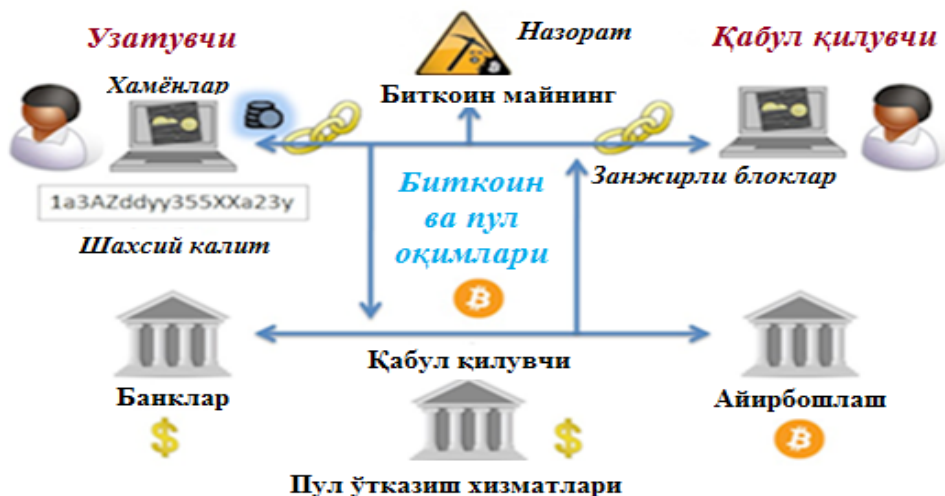 Узатувчи
Назорат
Қабул қилувчи
Хамёнлар
Биткоин майнинг
Занжирли блоклар
1a3AZddyy355XXa23y
Шахсий калит
Биткоин
ва пул
оқимлари
Қабул қилувчи
Банклар
Айирбошлаш
Пул ўтказиш хизматлари